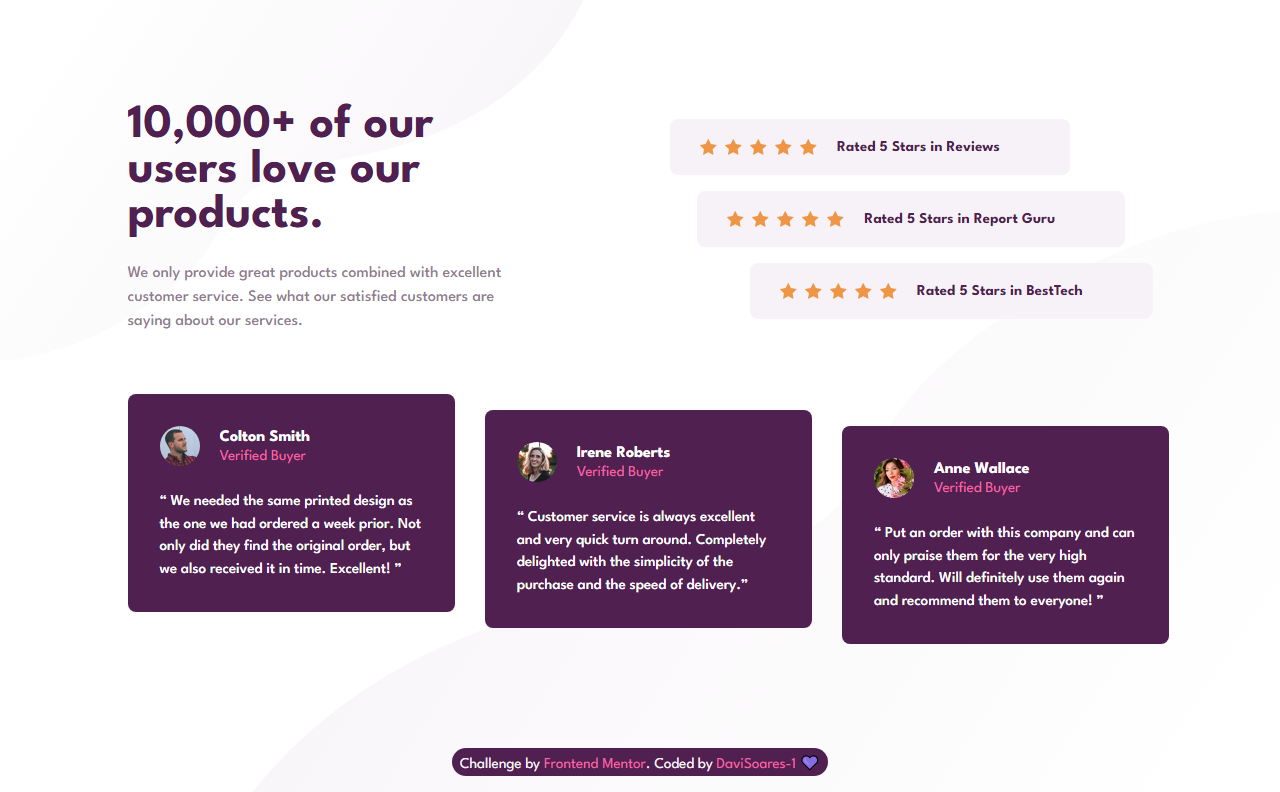 10,000+ of our
users love our
products.
We only provide great products combined with excellent
customer service. See what our satisfied customers are
saying about our services.
Rated 5 Stars in Reviews
Rated 5 Stars in Report Guru
Rated 5 Stars in BestTech
Colton Smith
Verified Buyer
“ We needed the same printed design as
the one we had ordered a week prior. Not
only did they find the original order, but
we also received it in time. Excellent! ”
Irene Roberts
Verified Buyer
“ Customer service is always excellent
and very quick turn around. Completely
delighted with the simplicity of the
purchase and the speed of delivery.”
Anne Wallace
Verified Buyer
“ Put an order with this company and can
only praise them for the very high
standard. Will definitely use them again
and recommend them to everyone! ”
Challenge by Frontend Mentor. Coded by DaviSoares-1 💜